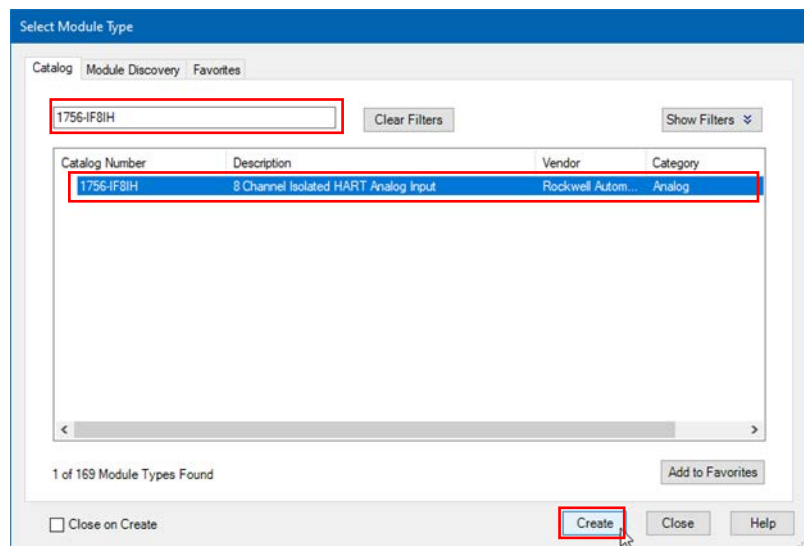 Select Module Type
Catalog Module Discovery Favorites
1756-IF8IH Clear Filters Show Filters
Catalog Number Description Vendor Category
1756-IF8IH 8 Channel Isolated HART Analog Input Rockwell Autom... Analog
1 of 169 Module Types Found Add to Favorites
Close on Create Create Close Help